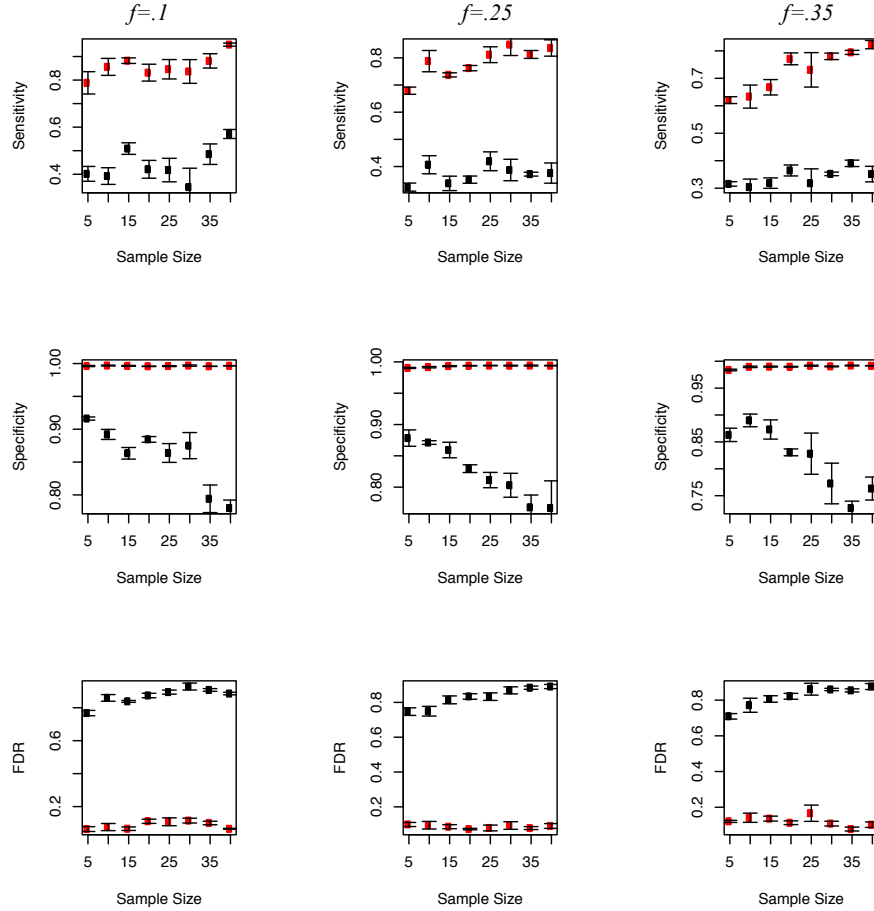 f=.1
f=.25
f=.35
Sensitivity
0.4 0.6 0.8
5 15 25 35
Sample Size
Sensitivity
0.4 0.6 0.8
5 15 25 35
Sample Size
Sensitivity
0.3 0.5 0.7
5 15 25 35
Sample Size
Specificity
0.80 0.90 1.00
5 15 25 35
Sample Size
Specificity
0.80 0.90 1.00
5 15 25 35
Sample Size
Specificity
0.75 0.85 0.95
5 15 25 35
Sample Size
FDR
0.2 0.6
5 15 25 35
Sample Size
FDR
0.2 0.4 0.6 0.8
5 15 25 35
Sample Size
FDR
0.2 0.4 0.6 0.8
5 15 25 35
Sample Size